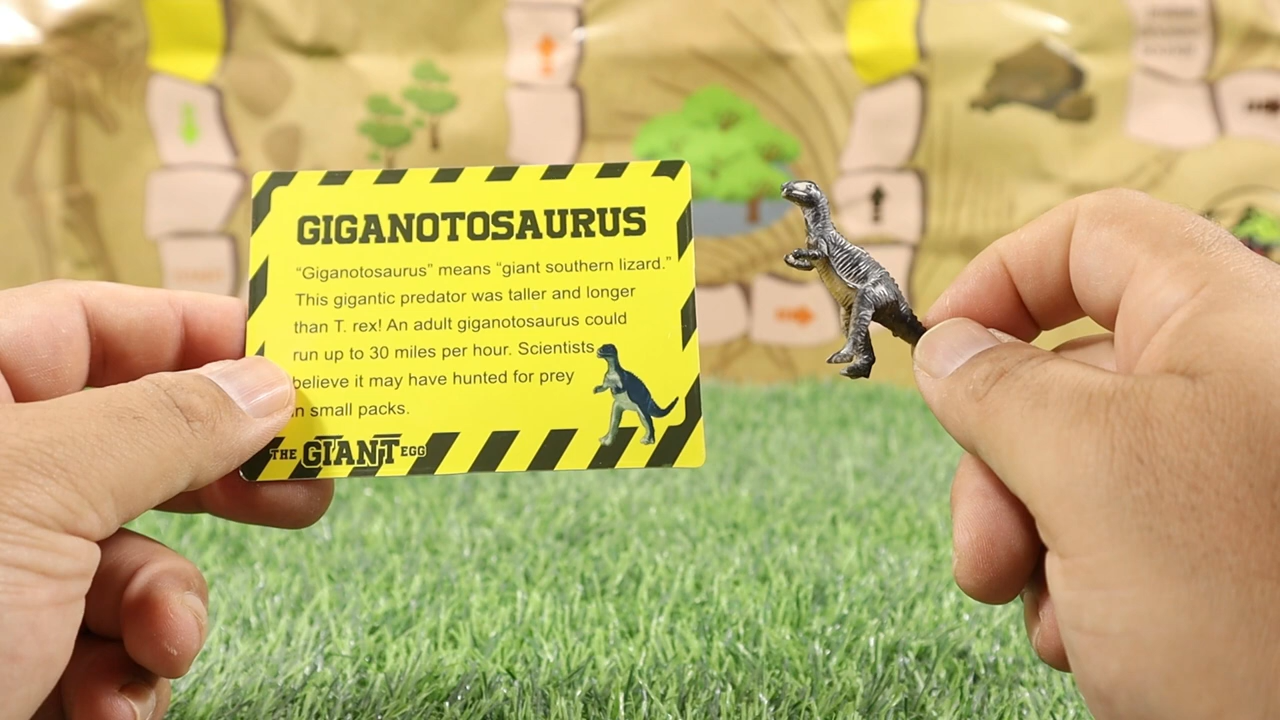 GIGANOTOSAURUS
“Giganotosaurus” means “giant southern lizard.”
This gigantic predator was taller and longer
than T. rex! An adult giganotosaurus could
run up to 30 miles per hour. Scientists
believe it may have hunted for prey
in small packs.
THE GIANT EGG